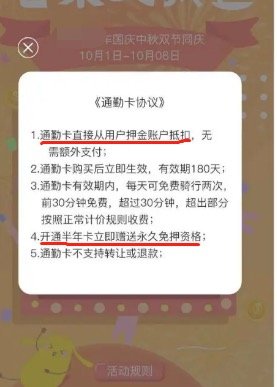 #国庆中秋双节同庆
10月1日-10月08日
《通勤卡协议》
1.通勤卡直接从用户押金账户抵扣，无
需额外支付；
2.通勤卡购买后立即生效，有效期180天；
3.通勤卡有效期内，每天可免费骑行两次，
前30分钟免费，超过30分钟，超出部分
按照正常计价规则收费；
4.开通半年卡立即赠送永久免押资格；
5.通勤卡不支持转让或退款；
活动规则